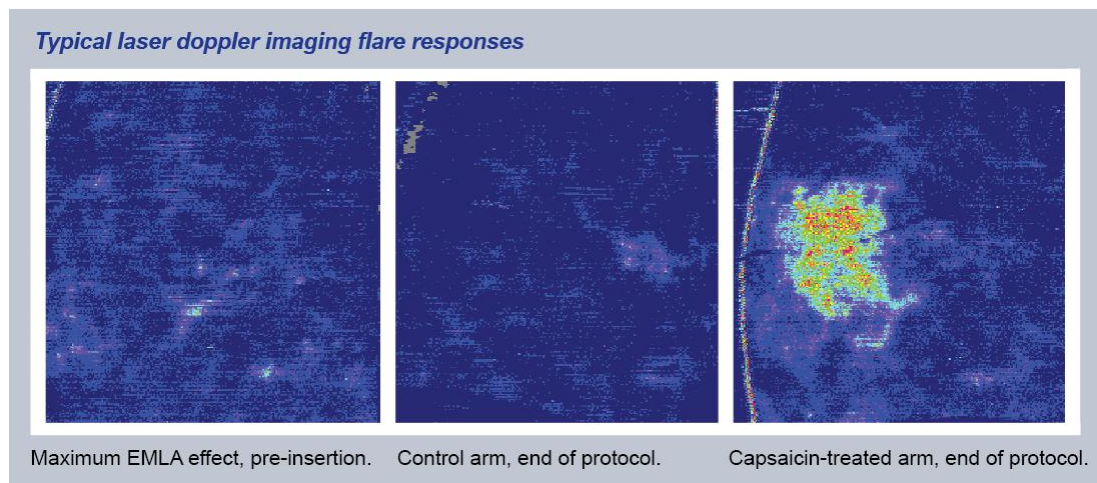 Typical laser doppler imaging flare responses
Maximum EMLA effect, pre-insertion.
Control arm, end of protocol.
Capsaicin-treated arm, end of protocol.